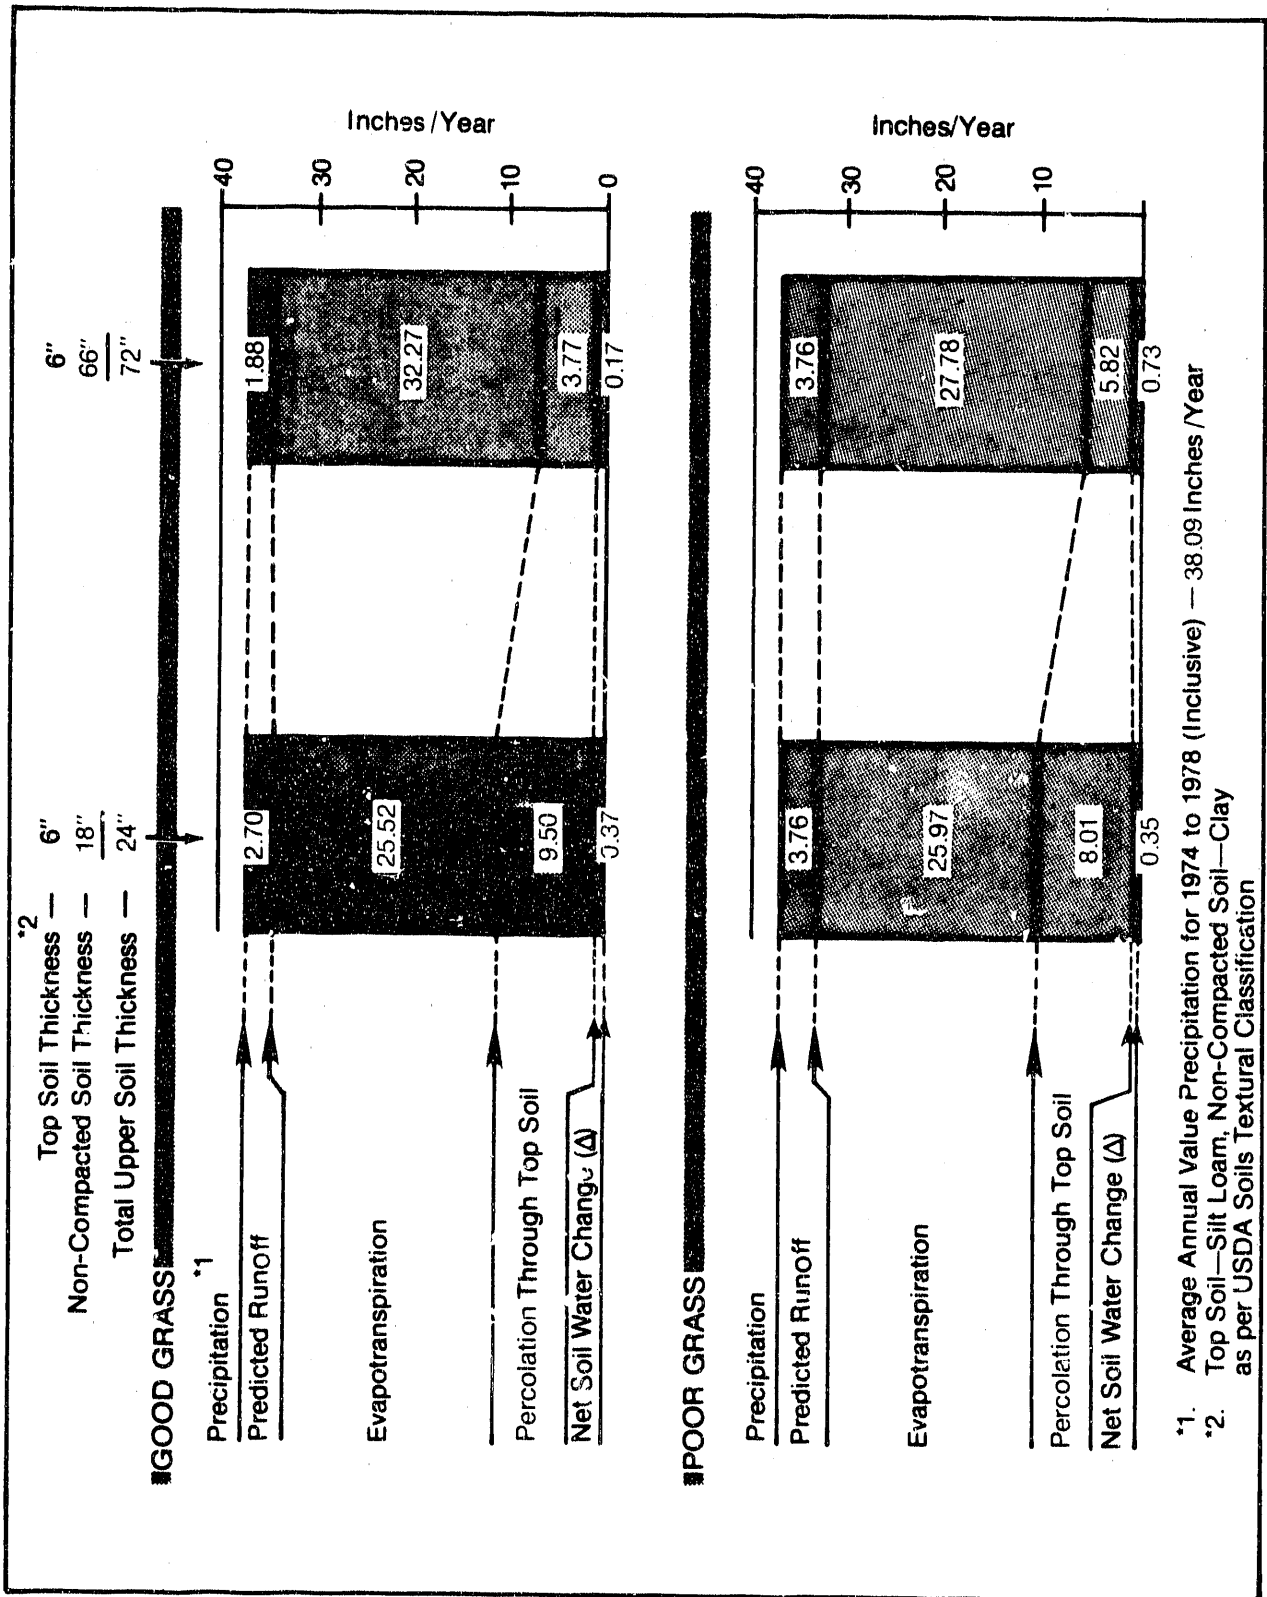 *2
Top Soil Thickness — 6" 6"
Non-Compacted Soil Thickness — 18" 66"
Total Upper Soil Thickness — 24" 72"
GOOD GRASS
Inches/Year
Precipitation *1
Predicted Runoff
Evapotranspiration
Percolation Through Top Soil
Net Soil Water Change (Δ)
2.70
25.52
9.50
0.37
1.88
32.27
3.77
0.17
40
30
20
10
0
POOR GRASS
Inches/Year
Precipitation
Predicted Runoff
Evapotranspiration
Percolation Through Top Soil
Net Soil Water Change (Δ)
3.76
25.97
8.01
0.35
3.76
27.78
5.82
0.73
40
30
20
10
*1. Average Annual Value Precipitation for 1974 to 1978 (Inclusive) — 38.09 Inches/Year
*2. Top Soil—Silt Loam, Non-Compacted Soil—Clay
as per USDA Soils Textural Classification